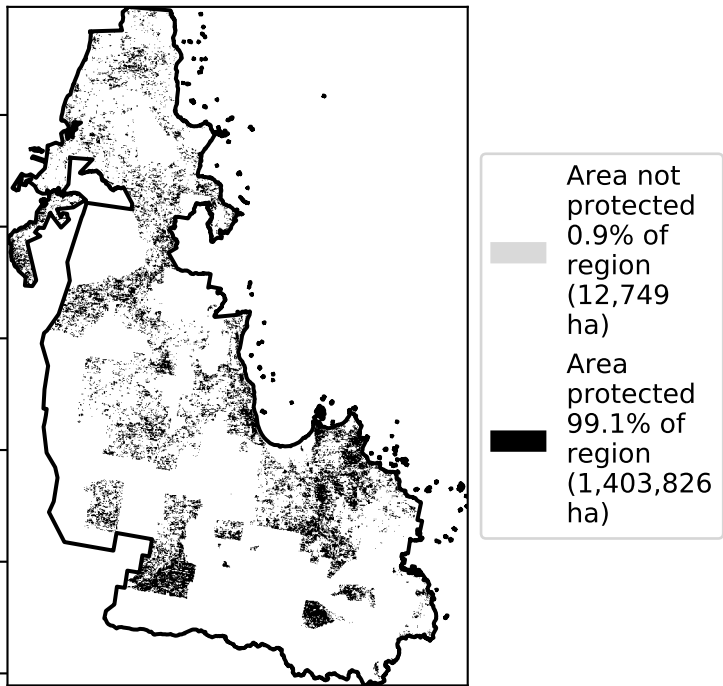 Area not
protected
0.9% of
region
(12,749
ha)
Area
protected
99.1% of
region
(1,403,826
ha)